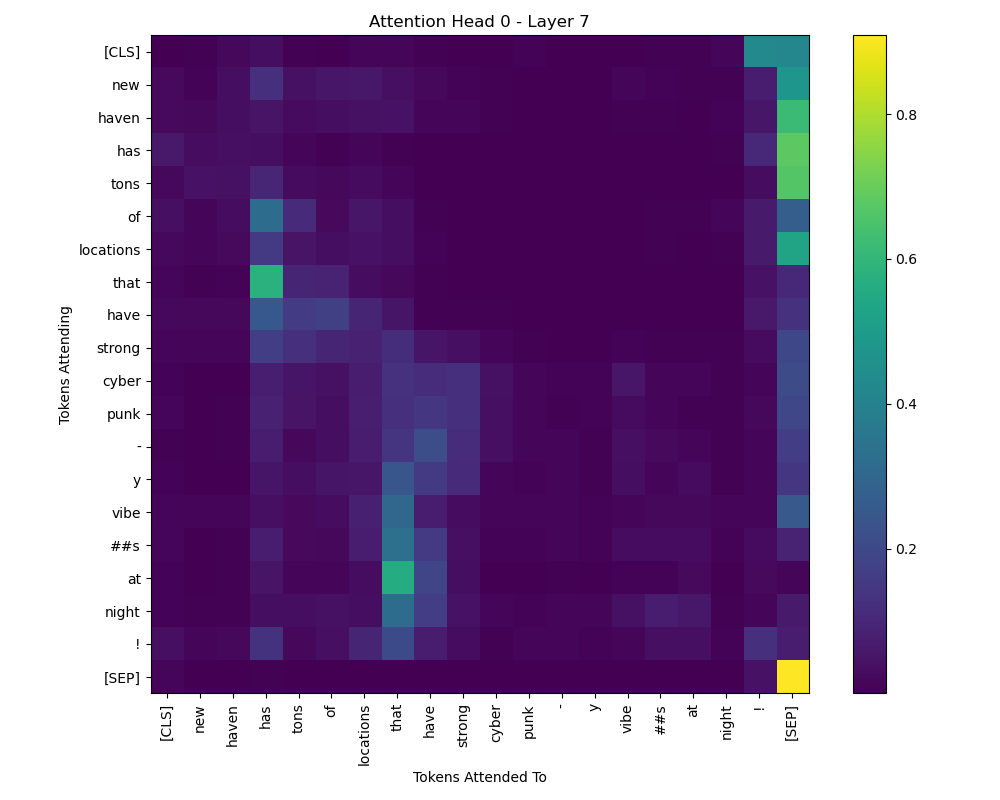 Attention Head 0 - Layer 7
Tokens Attending
[CLS]
new
haven
has
tons
of
locations
that
have
strong
cyber
punk
-
y
vibe
##s
at
night
!
[SEP]
[CLS]
new
haven
has
tons
of
locations
that
have
strong
cyber
punk
-
y
vibe
##s
at
night
!
[SEP]
Tokens Attended To
0.8
0.6
0.4
0.2